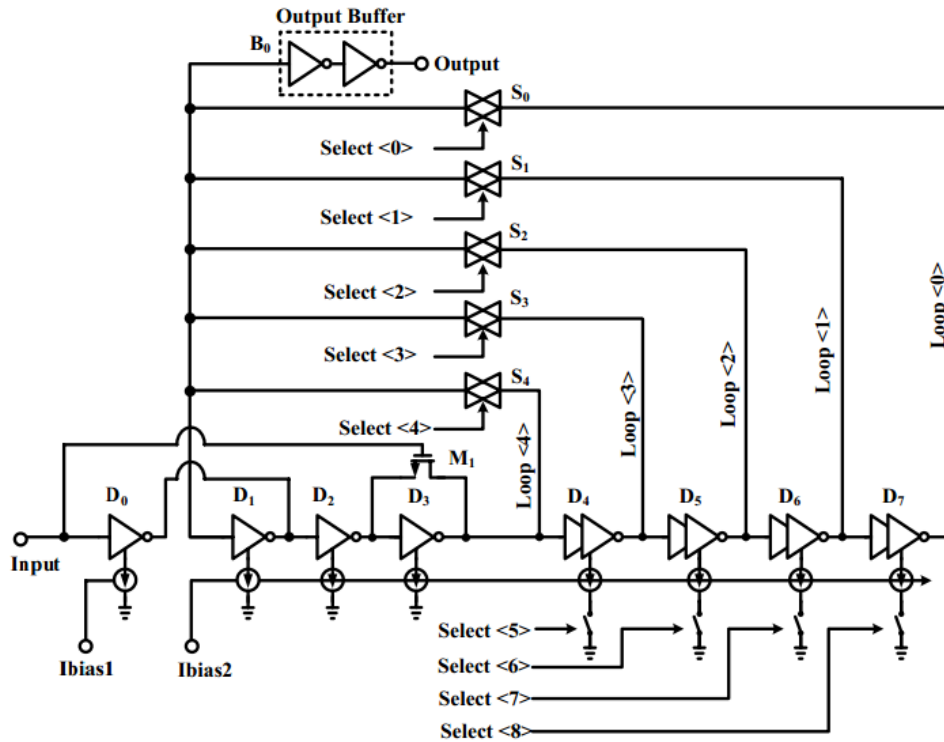 Output Buffer
B₀
Output
S₀
Select <0>
S₁
Select <1>
S₂
Select <2>
S₃
Select <3>
S₄
Select <4>
Loop <4>
Loop <3>
Loop <2>
Loop <1>
Loop <0>
M₁
D₀
D₁
D₂
D₃
D₄
D₅
D₆
D₇
Input
Ibias1
Ibias2
Select <5>
Select <6>
Select <7>
Select <8>